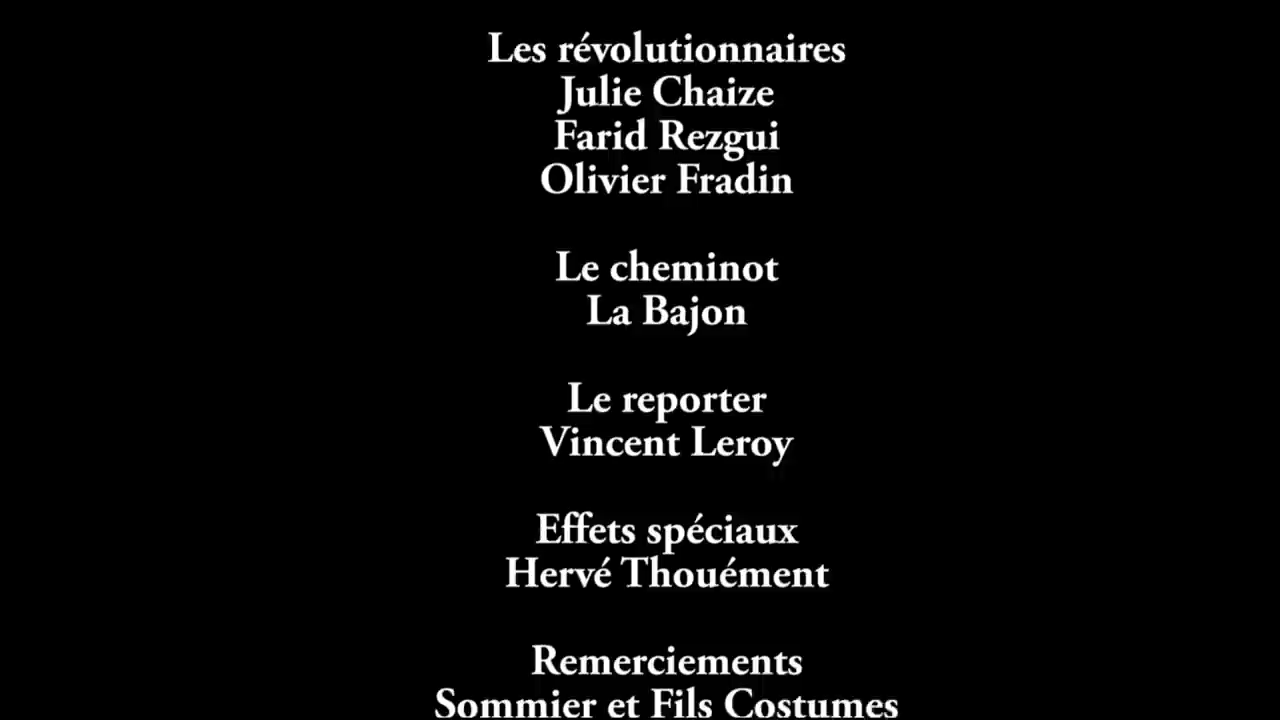 Les révolutionnaires
Julie Chaize
Farid Rezgui
Olivier Fradin
Le cheminot
La Bajon
Le reporter
Vincent Leroy
Effets spéciaux
Hervé Thouément
Remerciements
Sommier et Fils Costumes